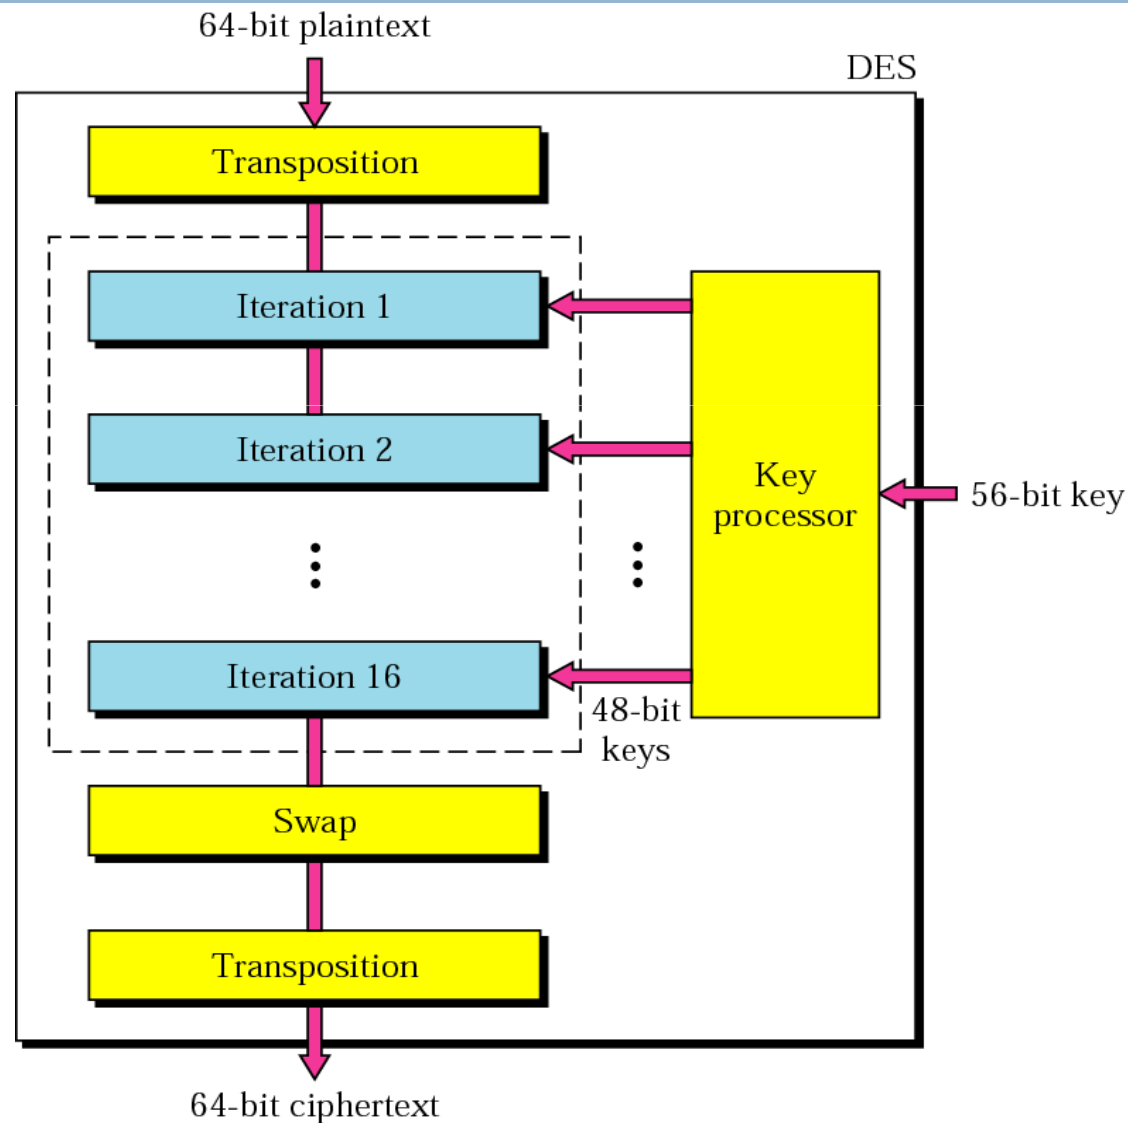 64-bit plaintext
DES
Transposition
Iteration 1
Iteration 2
Key
processor
56-bit key
Iteration 16
48-bit
keys
Swap
Transposition
64-bit ciphertext